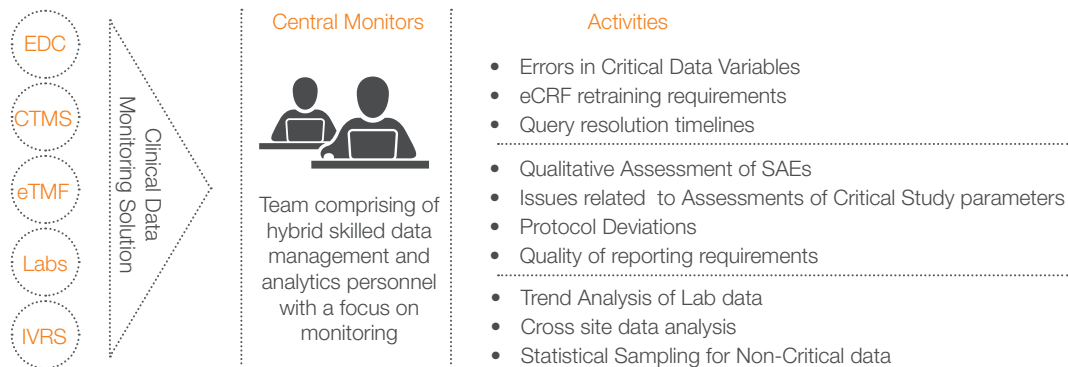 EDC
CTMS
eTMF
Labs
IVRS
Clinical Data
Monitoring Solution
Central Monitors
Team comprising of
hybrid skilled data
management and
analytics personnel
with a focus on
monitoring
Activities
• Errors in Critical Data Variables
• eCRF retraining requirements
• Query resolution timelines
• Qualitative Assessment of SAEs
• Issues related to Assessments of Critical Study parameters
• Protocol Deviations
• Quality of reporting requirements
• Trend Analysis of Lab data
• Cross site data analysis
• Statistical Sampling for Non-Critical data